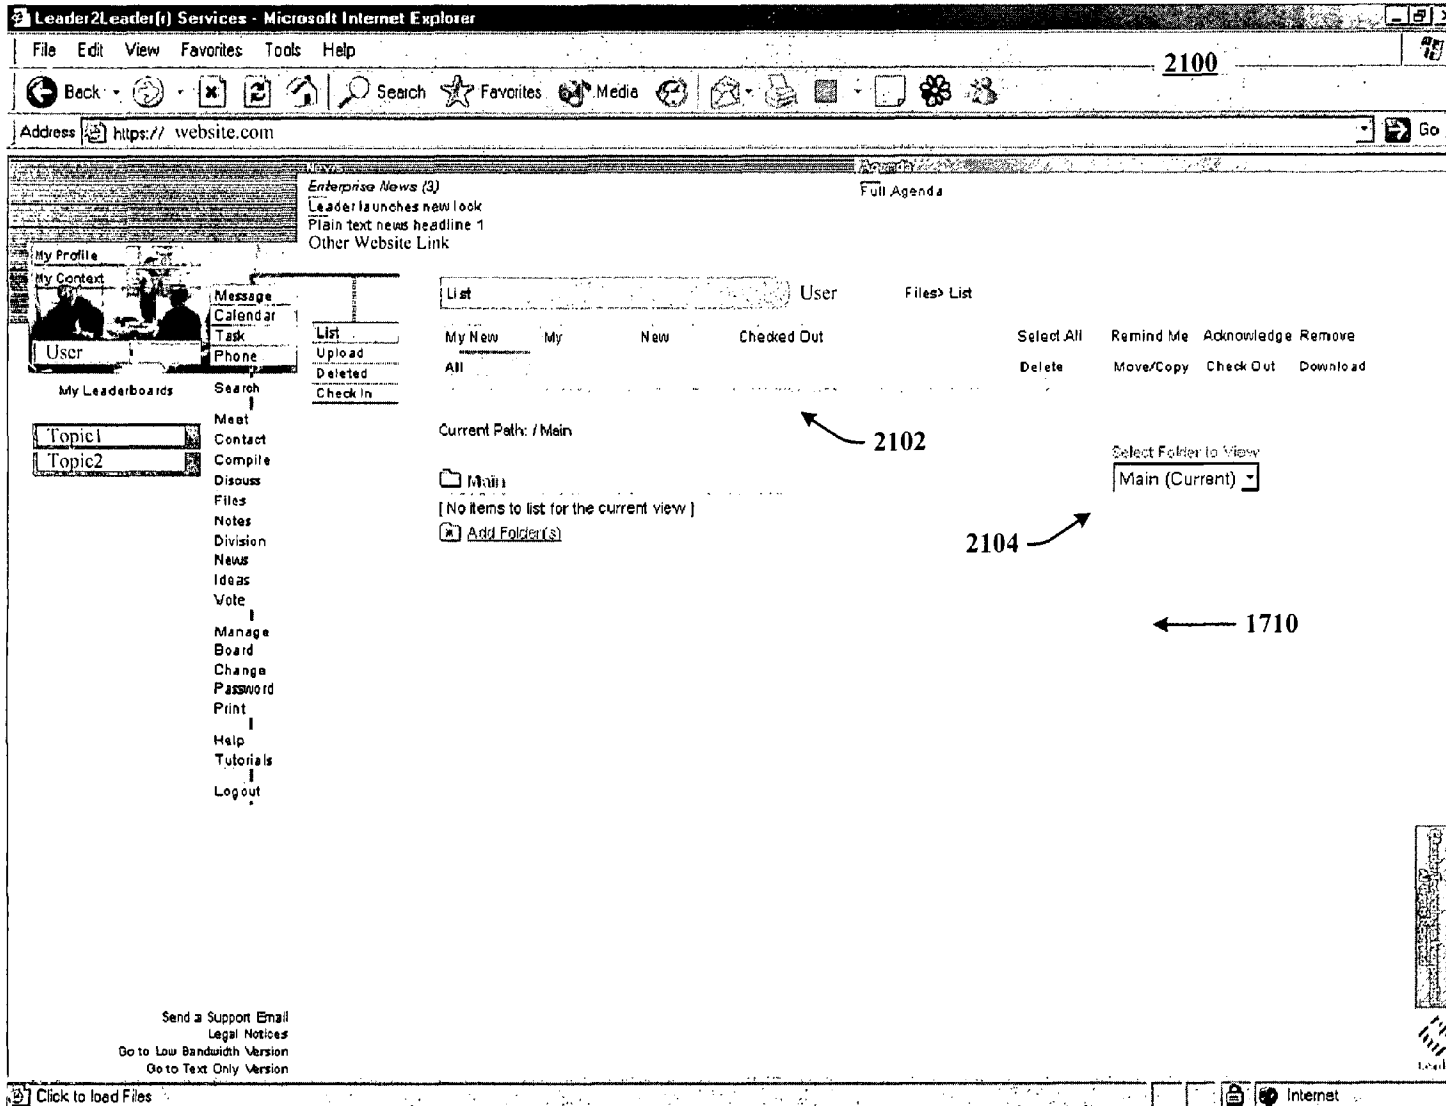 Leader2Leader(r) Services - Microsoft Internet Explorer
File Edit View Favorites Tools Help
2100
Back Search Favorites Media
Address https:// website.com Go
News
Agenda
Enterprise News (3)
Full Agenda
Leader launches new look
Plain text news headline 1
Other Website Link
My Profile
My Context
User
My Leaderboards
Topic1
Topic2
Message
Calendar
Task
Phone
Search
Meet
Contact
Compile
Discuss
Files
Notes
Division
News
Ideas
Vote
Manage
Board
Change
Password
Print
Help
Tutorials
Logout
List
Upload
Deleted
Check In
List User Files> List
My New My New Checked Out
All
Select All Remind Me Acknowledge Remove
Delete Move/Copy Check Out Download
2102
Current Path: / Main
Select Folder to View
Main (Current)
Main
[ No items to list for the current view ]
Add Folder(s)
2104
1710
Send a Support Email
Legal Notices
Go to Low Bandwidth Version
Go to Text Only Version
Click to load Files Internet